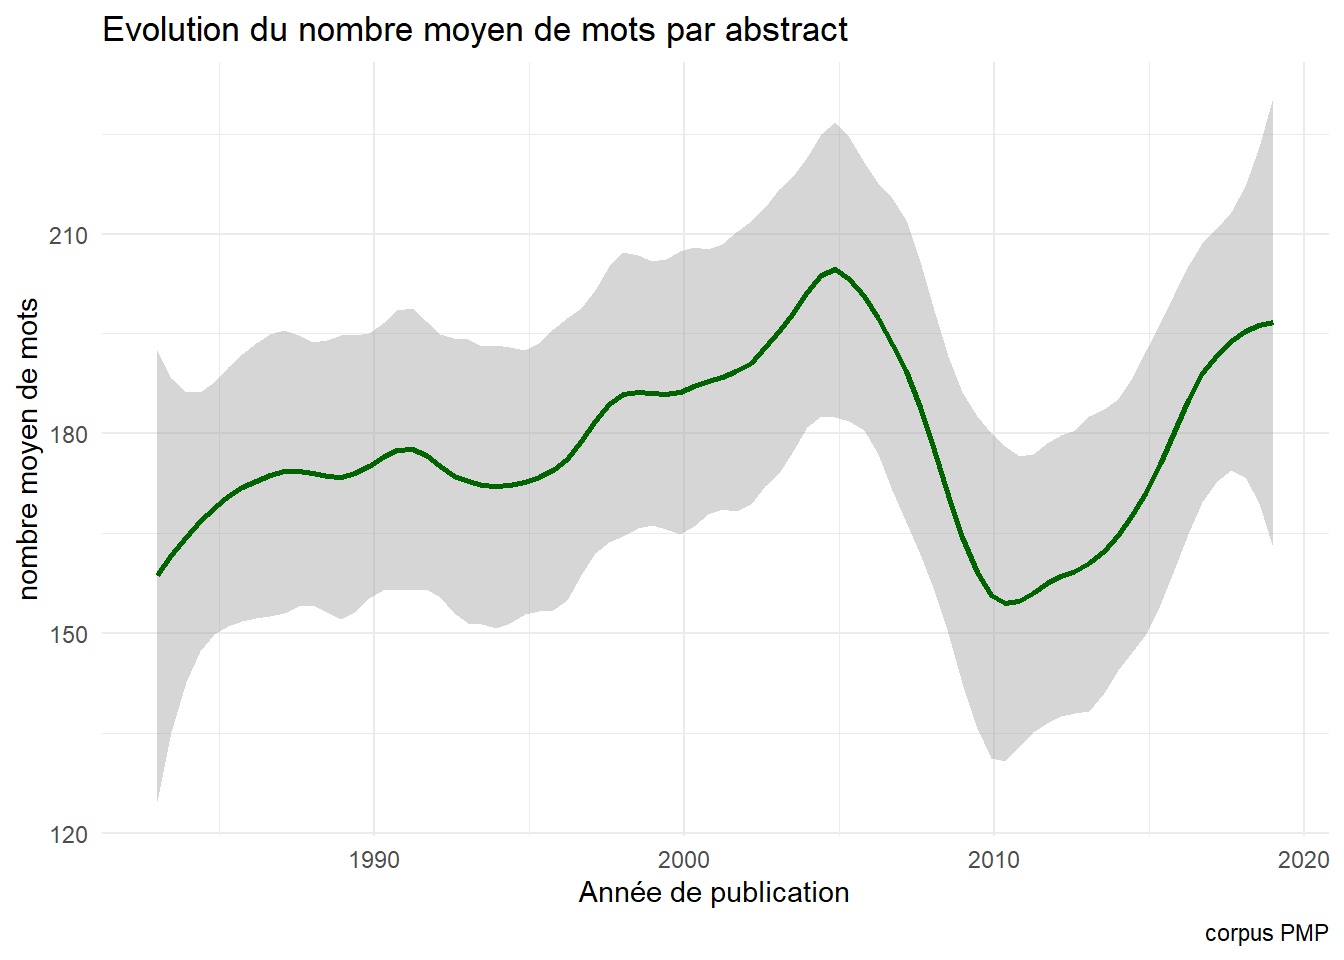 Evolution du nombre moyen de mots par abstract
nombre moyen de mots
210
180
150
120
1990
2000
2010
2020
Année de publication
corpus PMP